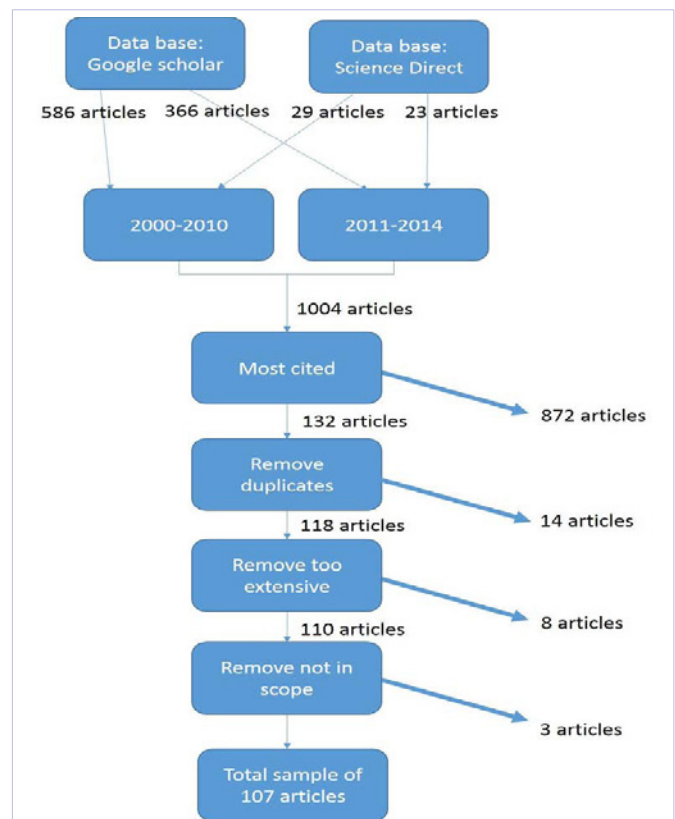 Data base:
Google scholar
Data base:
Science Direct
586 articles
366 articles
29 articles
23 articles
2000-2010
2011-2014
1004 articles
Most cited
872 articles
132 articles
Remove
duplicates
14 articles
118 articles
Remove too
extensive
8 articles
110 articles
Remove not in
scope
3 articles
Total sample of
107 articles